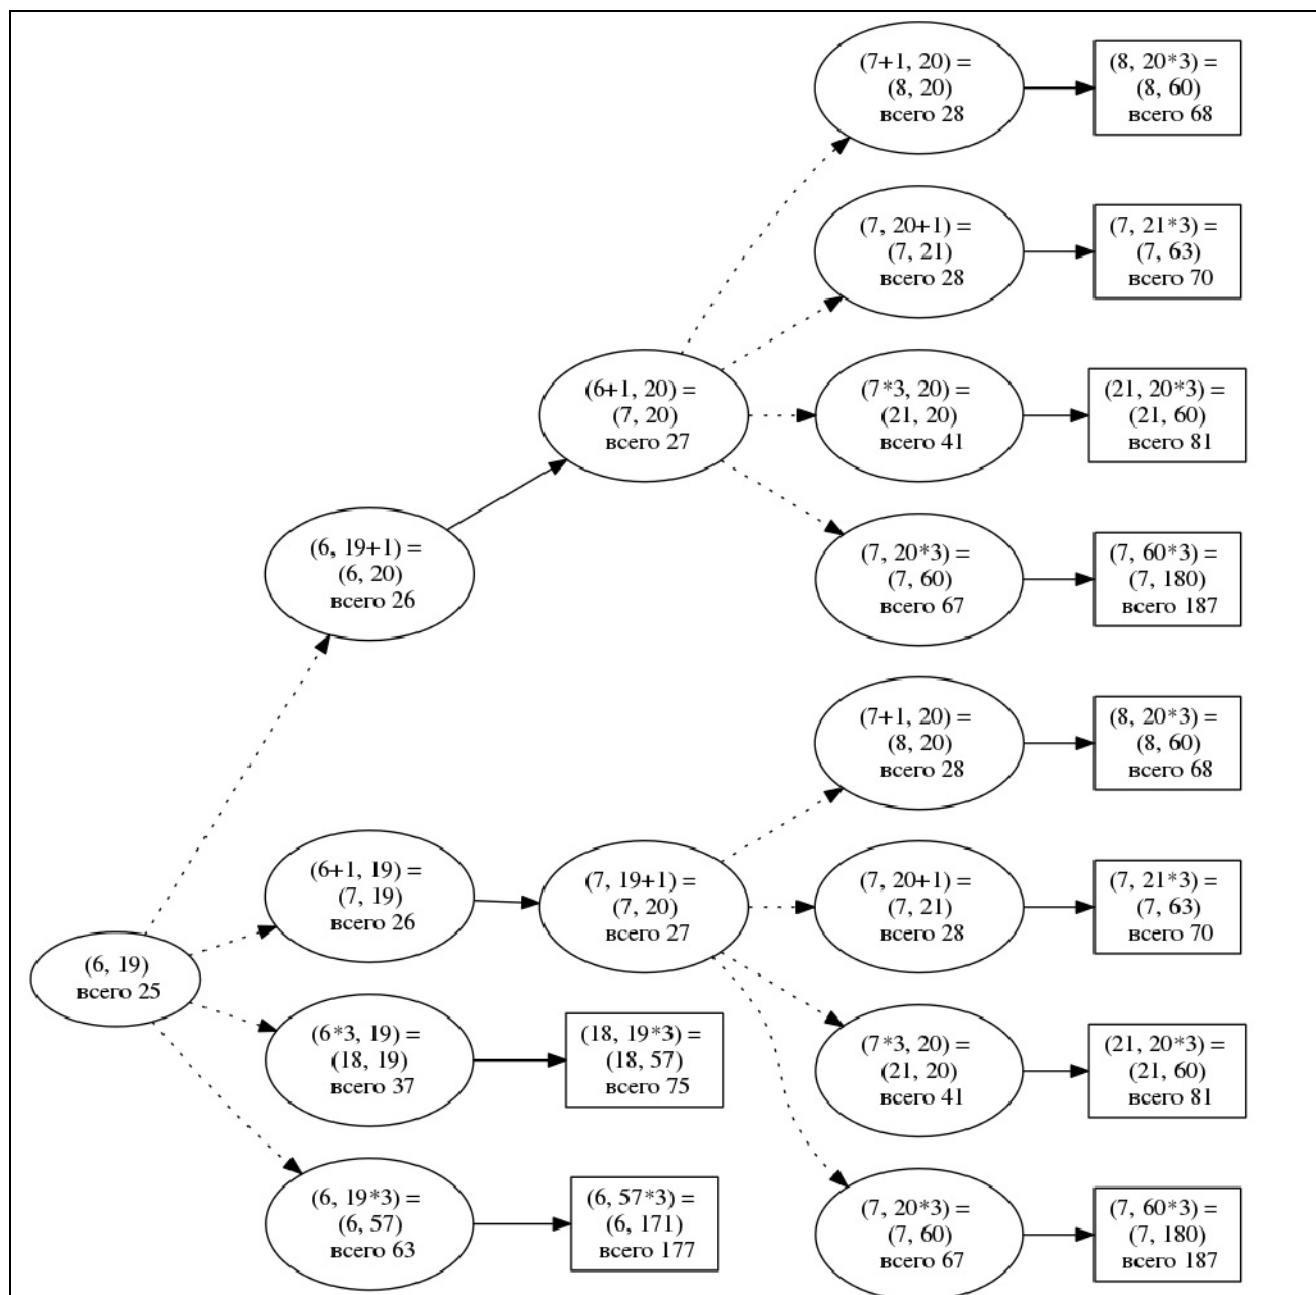 (7+1, 20) =
(8, 20)
всего 28
(8, 20*3) =
(8, 60)
всего 68
(7, 20+1) =
(7, 21)
всего 28
(7, 21*3) =
(7, 63)
всего 70
(6+1, 20) =
(7, 20)
всего 27
(7*3, 20) =
(21, 20)
всего 41
(21, 20*3) =
(21, 60)
всего 81
(6, 19+1) =
(6, 20)
всего 26
(7, 20*3) =
(7, 60)
всего 67
(7, 60*3) =
(7, 180)
всего 187
(7+1, 20) =
(8, 20)
всего 28
(8, 20*3) =
(8, 60)
всего 68
(6+1, 19) =
(7, 19)
всего 26
(7, 19+1) =
(7, 20)
всего 27
(7, 20+1) =
(7, 21)
всего 28
(7, 21*3) =
(7, 63)
всего 70
(6, 19)
всего 25
(6*3, 19) =
(18, 19)
всего 37
(18, 19*3) =
(18, 57)
всего 75
(7*3, 20) =
(21, 20)
всего 41
(21, 20*3) =
(21, 60)
всего 81
(6, 19*3) =
(6, 57)
всего 63
(6, 57*3) =
(6, 171)
всего 177
(7, 20*3) =
(7, 60)
всего 67
(7, 60*3) =
(7, 180)
всего 187